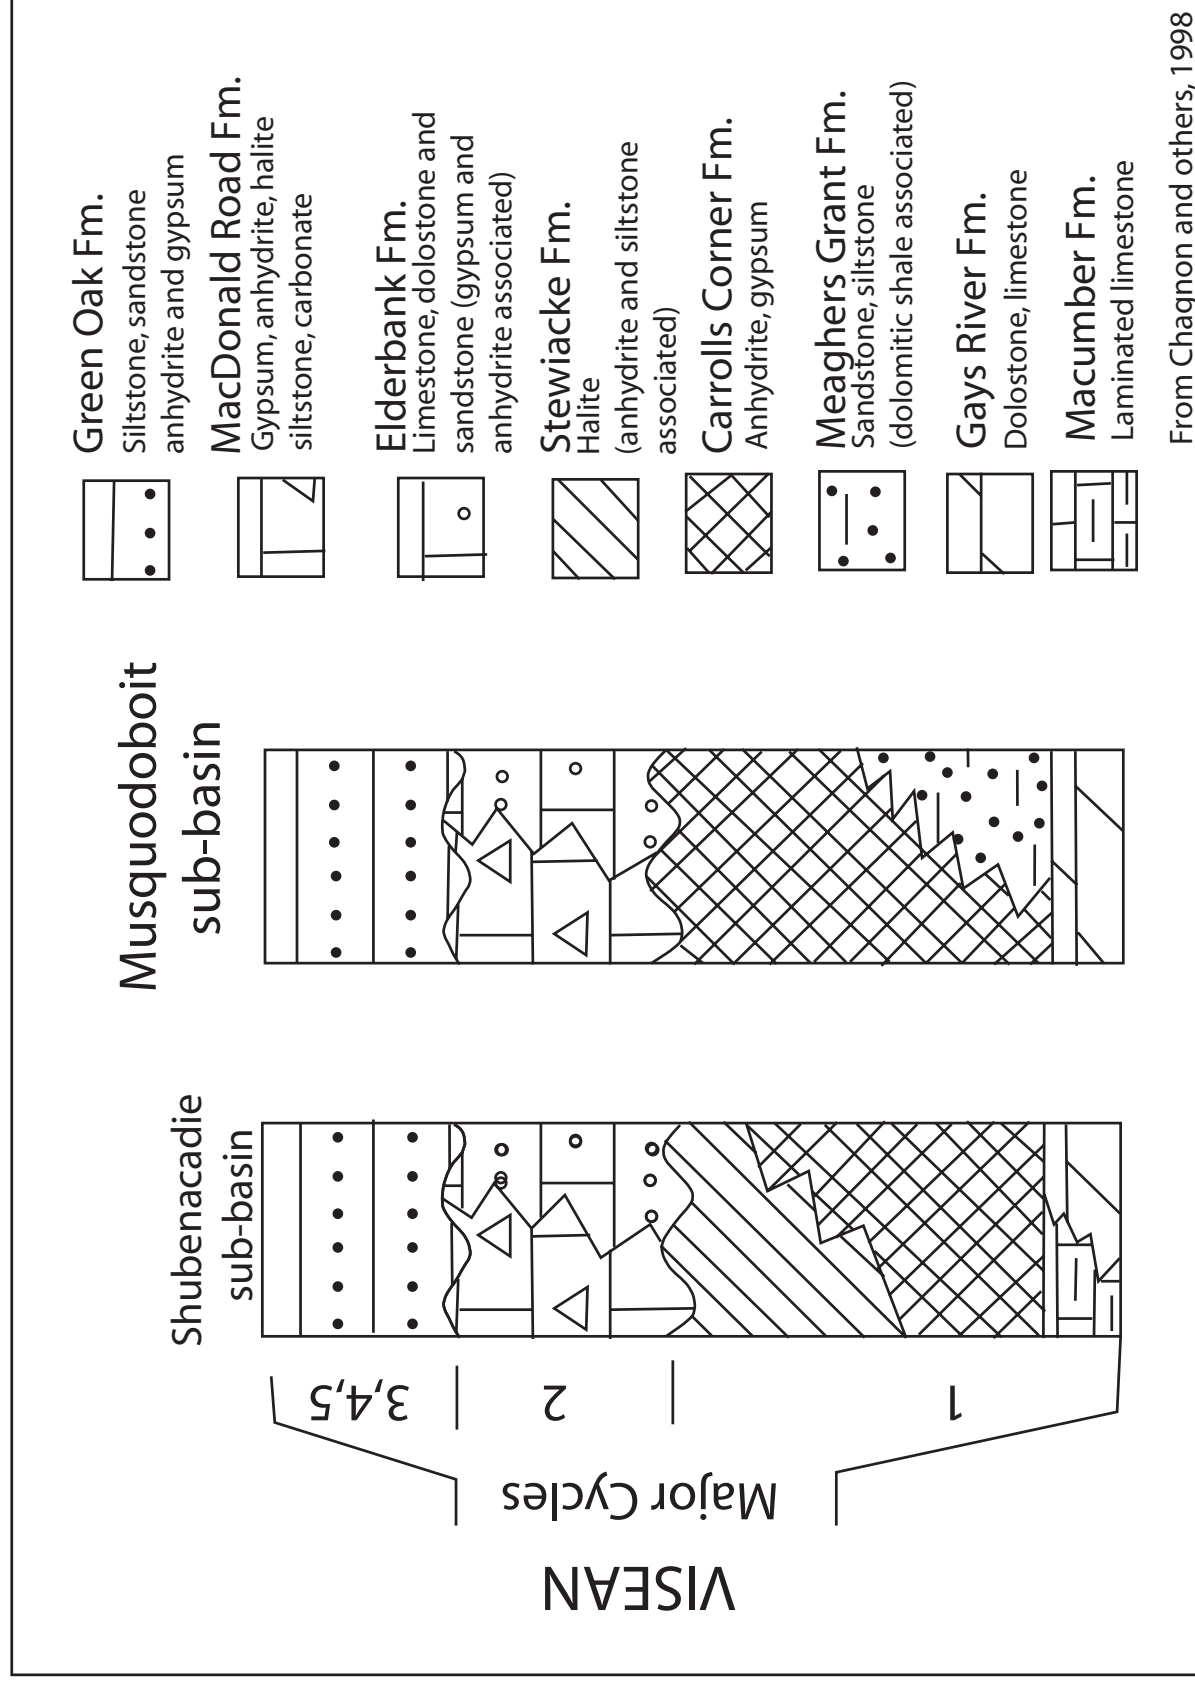 VISEAN
Major Cycles
3,4,5
2
1
Shubenacadie
sub-basin
Musquodoboit
sub-basin
Green Oak Fm.
Siltstone, sandstone
anhydrite and gypsum
MacDonald Road Fm.
Gypsum, anhydrite, halite
siltstone, carbonate
Elderbank Fm.
Limestone, dolostone and
sandstone (gypsum and
anhydrite associated)
Stewiacke Fm.
Halite
(anhydrite and siltstone
associated)
Carrolls Corner Fm.
Anhydrite, gypsum
Meaghers Grant Fm.
Sandstone, siltstone
(dolomitic shale associated)
Gays River Fm.
Dolostone, limestone
Macumber Fm.
Laminated limestone
From Chagnon and others, 1998